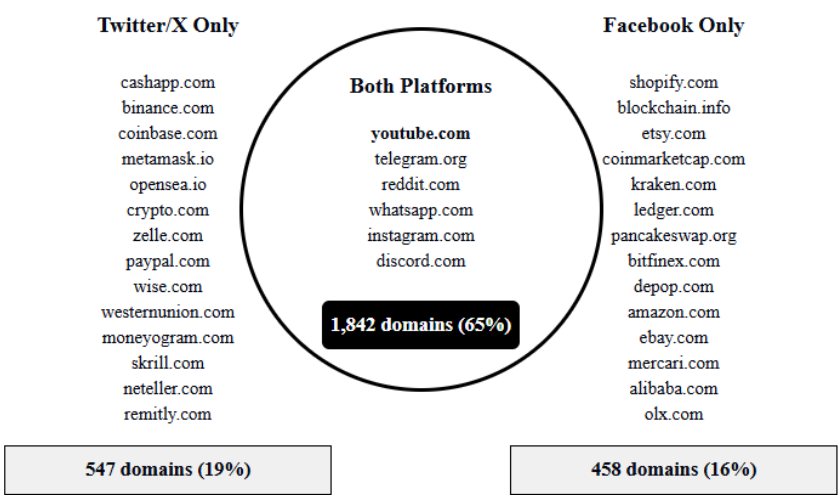 Twitter/X Only
cashapp.com
binance.com
coinbase.com
metamask.io
opensea.io
crypto.com
zelle.com
paypal.com
wise.com
westernunion.com
moneyogram.com
skrill.com
neteller.com
remitly.com
547 domains (19%)
Both Platforms
youtube.com
telegram.org
reddit.com
whatsapp.com
instagram.com
discord.com
1,842 domains (65%)
Facebook Only
shopify.com
blockchain.info
etsy.com
coinmarketcap.com
kraken.com
ledger.com
pancakeswap.org
bitfinex.com
depop.com
amazon.com
ebay.com
mercari.com
alibaba.com
olx.com
458 domains (16%)